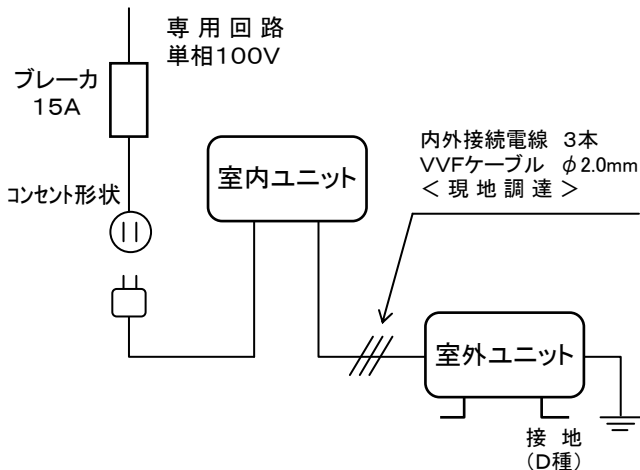 専用回路
単相100V
ブレーカ
15A
コンセント形状
室内ユニット
内外接続電線 3本
VVFケーブル φ2.0mm
＜現地調達＞
室外ユニット
接地
（D種）